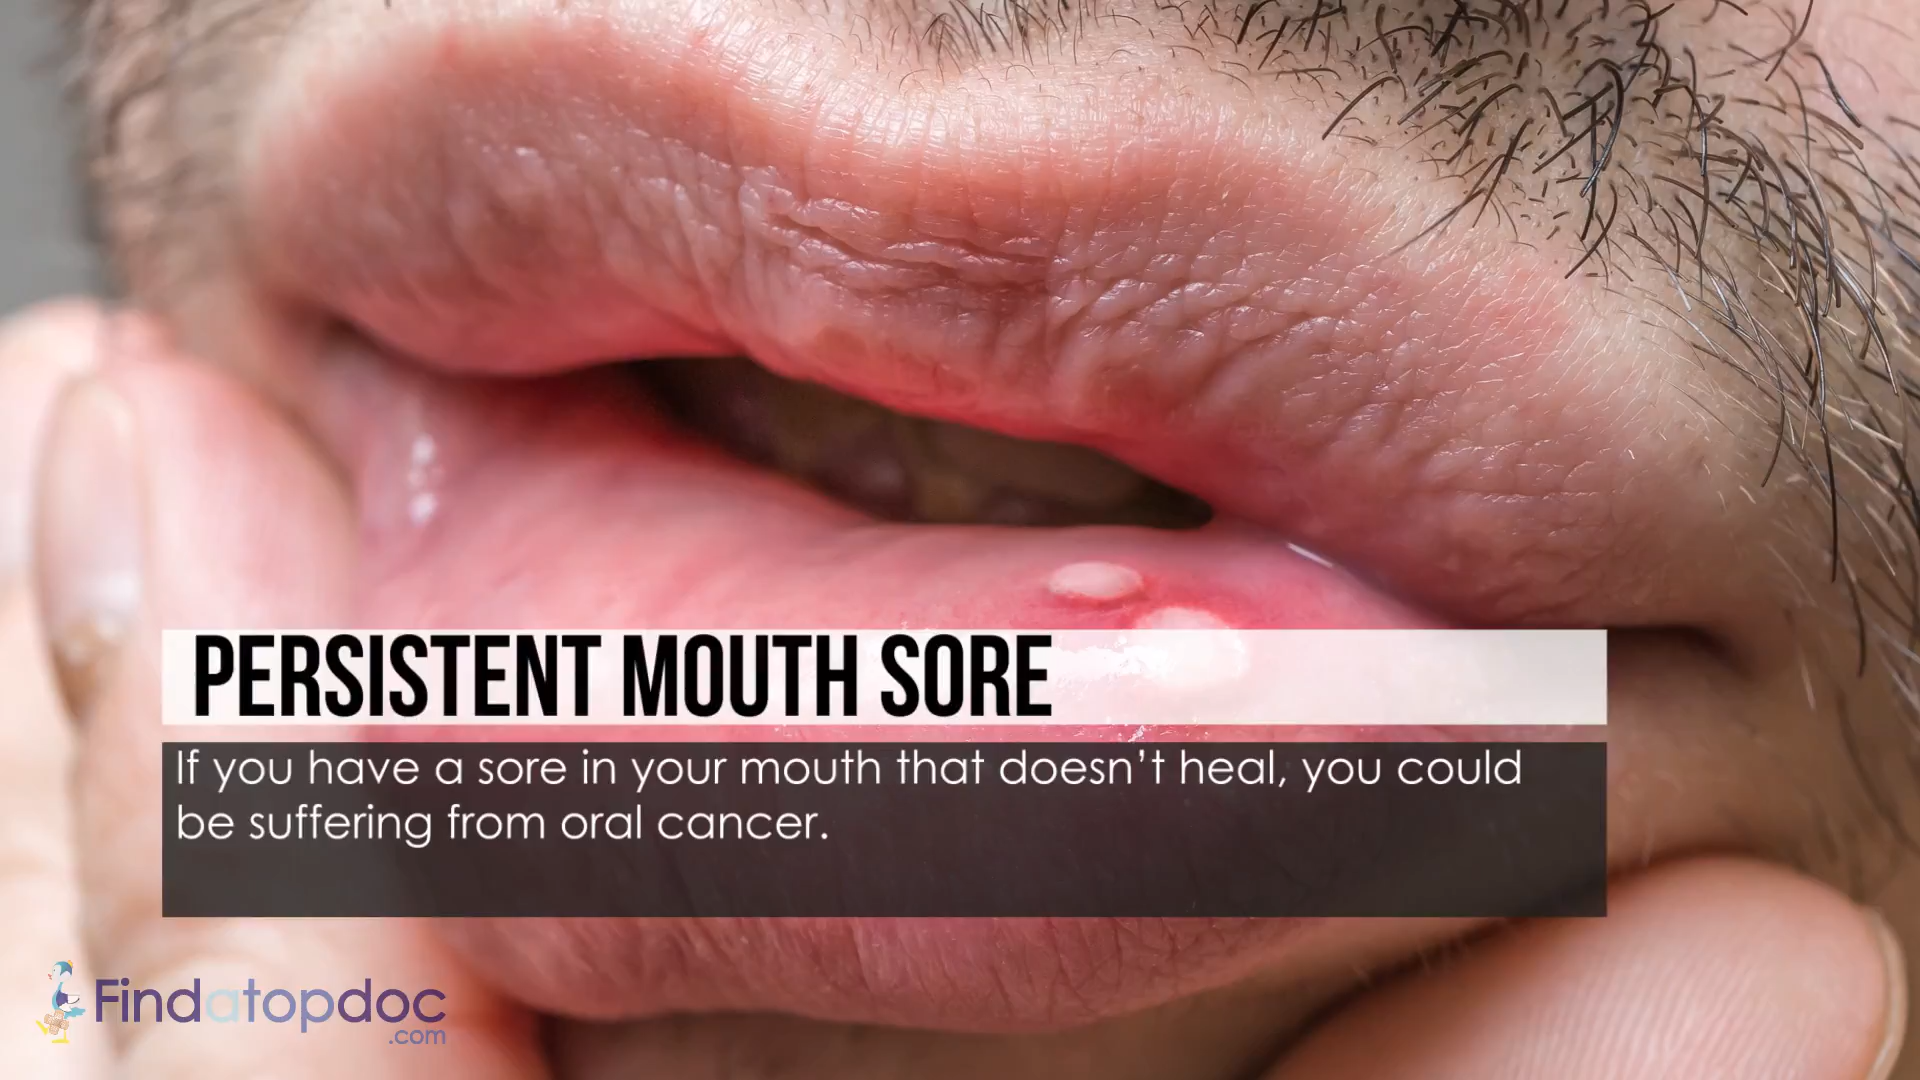 PERSISTENT MOUTH SORE
If you have a sore in your mouth that doesn’t heal, you could
be suffering from oral cancer.
Findatopdoc
.com